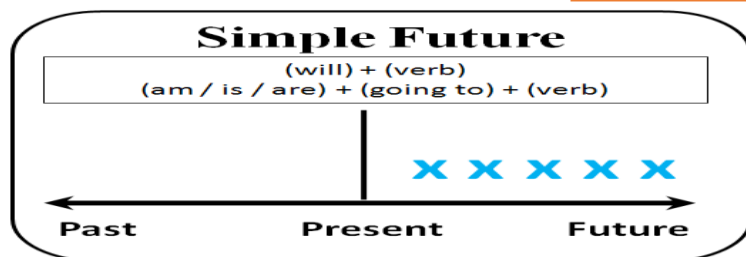 Simple Future
(will) + (verb)
(am / is / are) + (going to) + (verb)
X X X X X
Past Present Future